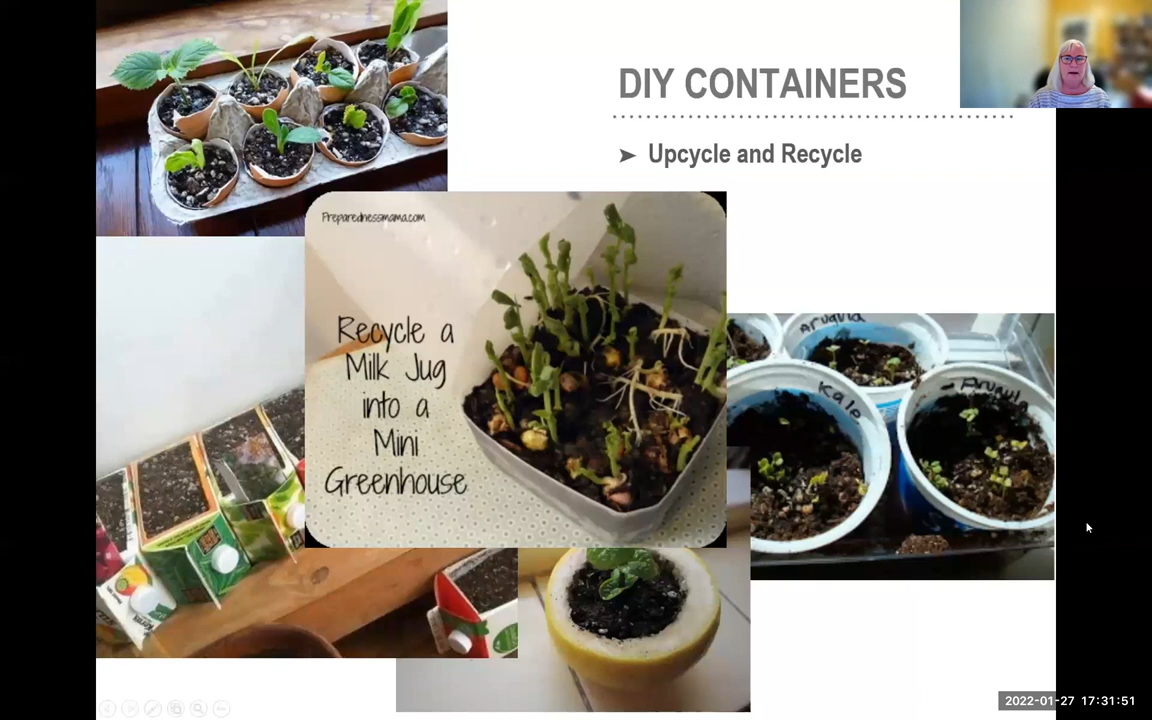 DIY CONTAINERS
➤ Upcycle and Recycle
Preparednessmama.com
Recycle a
Milk Jug
into a
Mini
Greenhouse
Arugula
Kale
2022-01-27 17:31:51